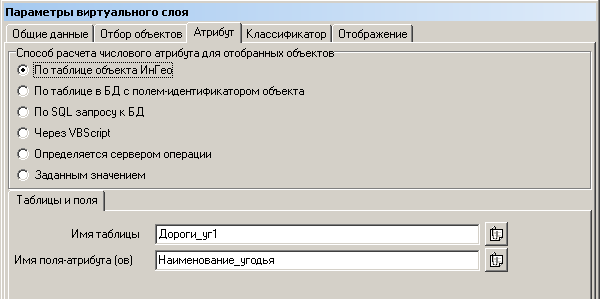 Параметры виртуального слоя
Общие данные Отбор объектов Атрибут Классификатор Отображение
Способ расчета числового атрибута для отобранных объектов
По таблице объекта ИнГео
По таблице в БД с полем-идентификатором объекта
По SQL запросу к БД
Через VBScript
Определяется сервером операции
Заданным значением
Таблицы и поля
Имя таблицы Дороги_уг1
Имя поля-атрибута (ов) Наименование_угодья